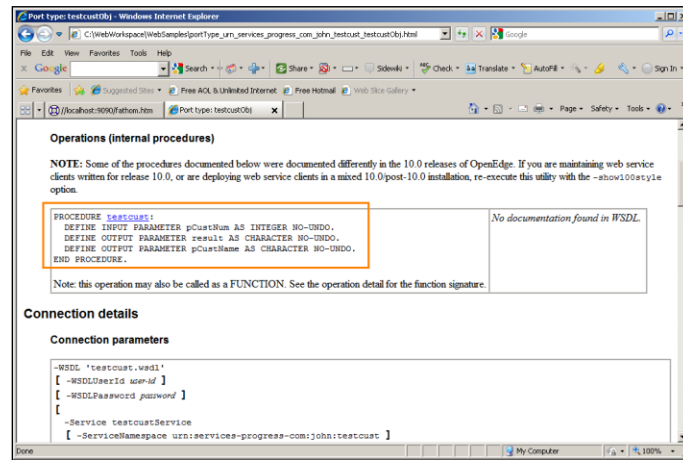 Port type: testcustObj - Windows Internet Explorer
C:\WebWorkspace\WebSamples\portType_urn_services_progress_com_john_testcust_testcustObj.html
Google
File Edit View Favorites Tools Help
Google Search Share Sidewiki Check Translate AutoFill Sign In
Favorites Suggested Sites Free AOL & Unlimited Internet Free Hotmail Web Slice Gallery
//localhost:9090/fathom.htm Port type: testcustObj Page Safety Tools
Operations (internal procedures)
NOTE: Some of the procedures documented below were documented differently in the 10.0 releases of OpenEdge. If you are maintaining web service
clients written for release 10.0, or are deploying web service clients in a mixed 10.0/post-10.0 installation, re-execute this utility with the -show100style
option.
PROCEDURE testcust: No documentation found in WSDL.
DEFINE INPUT PARAMETER pCustNum AS INTEGER NO-UNDO.
DEFINE OUTPUT PARAMETER result AS CHARACTER NO-UNDO.
DEFINE OUTPUT PARAMETER pCustName AS CHARACTER NO-UNDO.
END PROCEDURE.
Note: this operation may also be called as a FUNCTION. See the operation detail for the function signature.
Connection details
Connection parameters
-WSDL 'testcust.wsdl'
[ -WSDLUserId user-id ]
[ -WSDLPassword password ]
[
-Service testcustService
[ -ServiceNamespace urn:services-progress-com:john:testcust ]
Done My Computer 100%